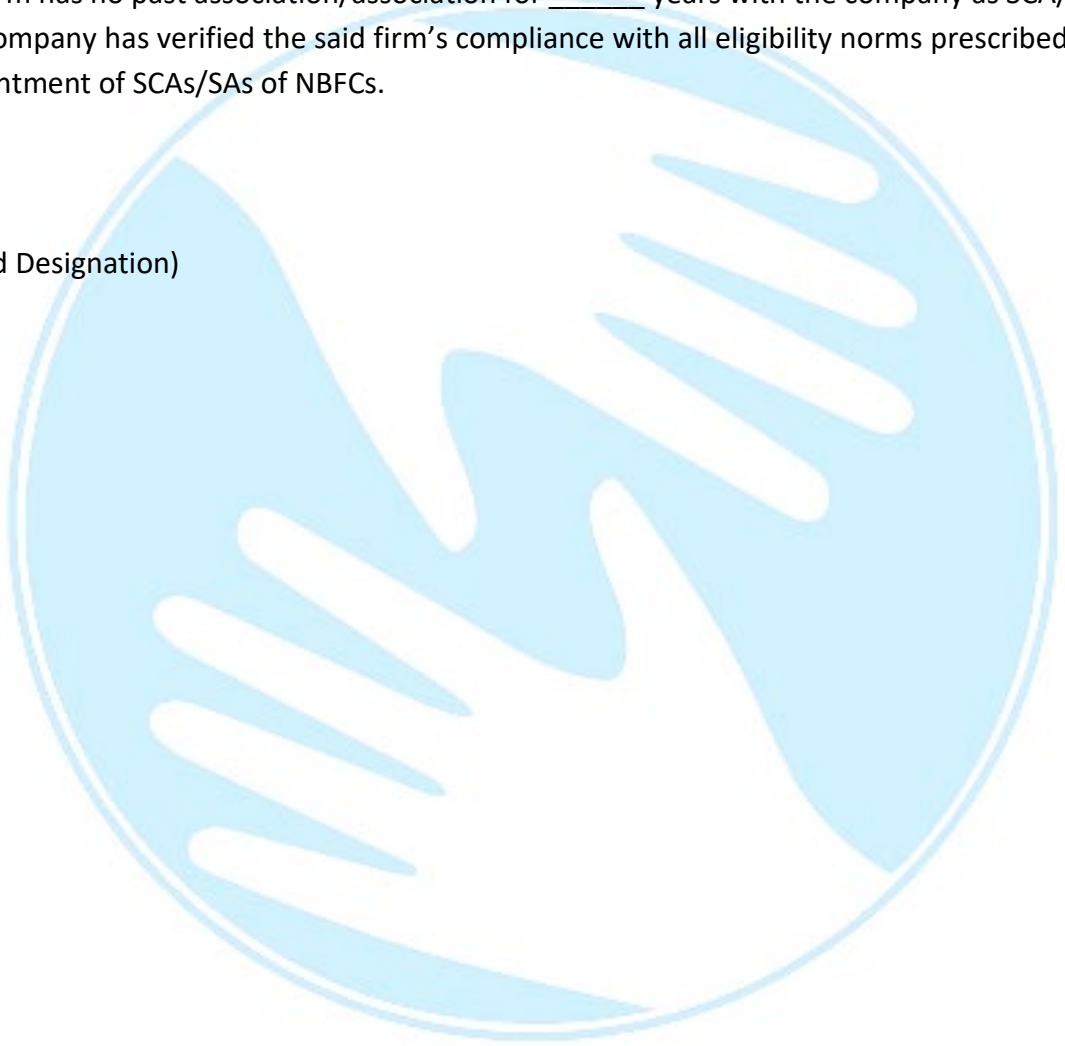 has no past association/association for ______ years with the company as SCA/
ompany has verified the said firm's compliance with all eligibility norms prescribed
ntment of SCAs/SAs of NBFCs.
d Designation)